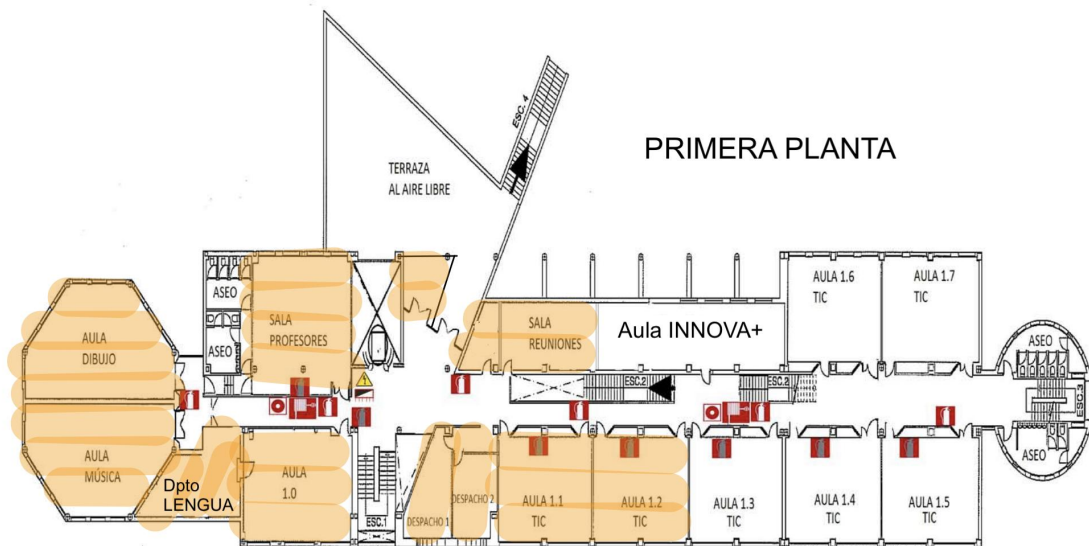 PRIMERA PLANTA
ESC. 4
TERRAZA
AL AIRE LIBRE
ASEO
ASEO
SALA
PROFESORES
AULA
DIBUJO
AULA
MÚSICA
Dpto
LENGUA
AULA
1.0
ESC.1
DESPACHO 1
DESPACHO 2
SALA
REUNIONES
Aula INNOVA+
ESC.2
ESC.2
AULA 1.6
TIC
AULA 1.7
TIC
AULA 1.1
TIC
AULA 1.2
TIC
AULA 1.3
TIC
AULA 1.4
TIC
AULA 1.5
TIC
ASEO
ESC.3
ASEO